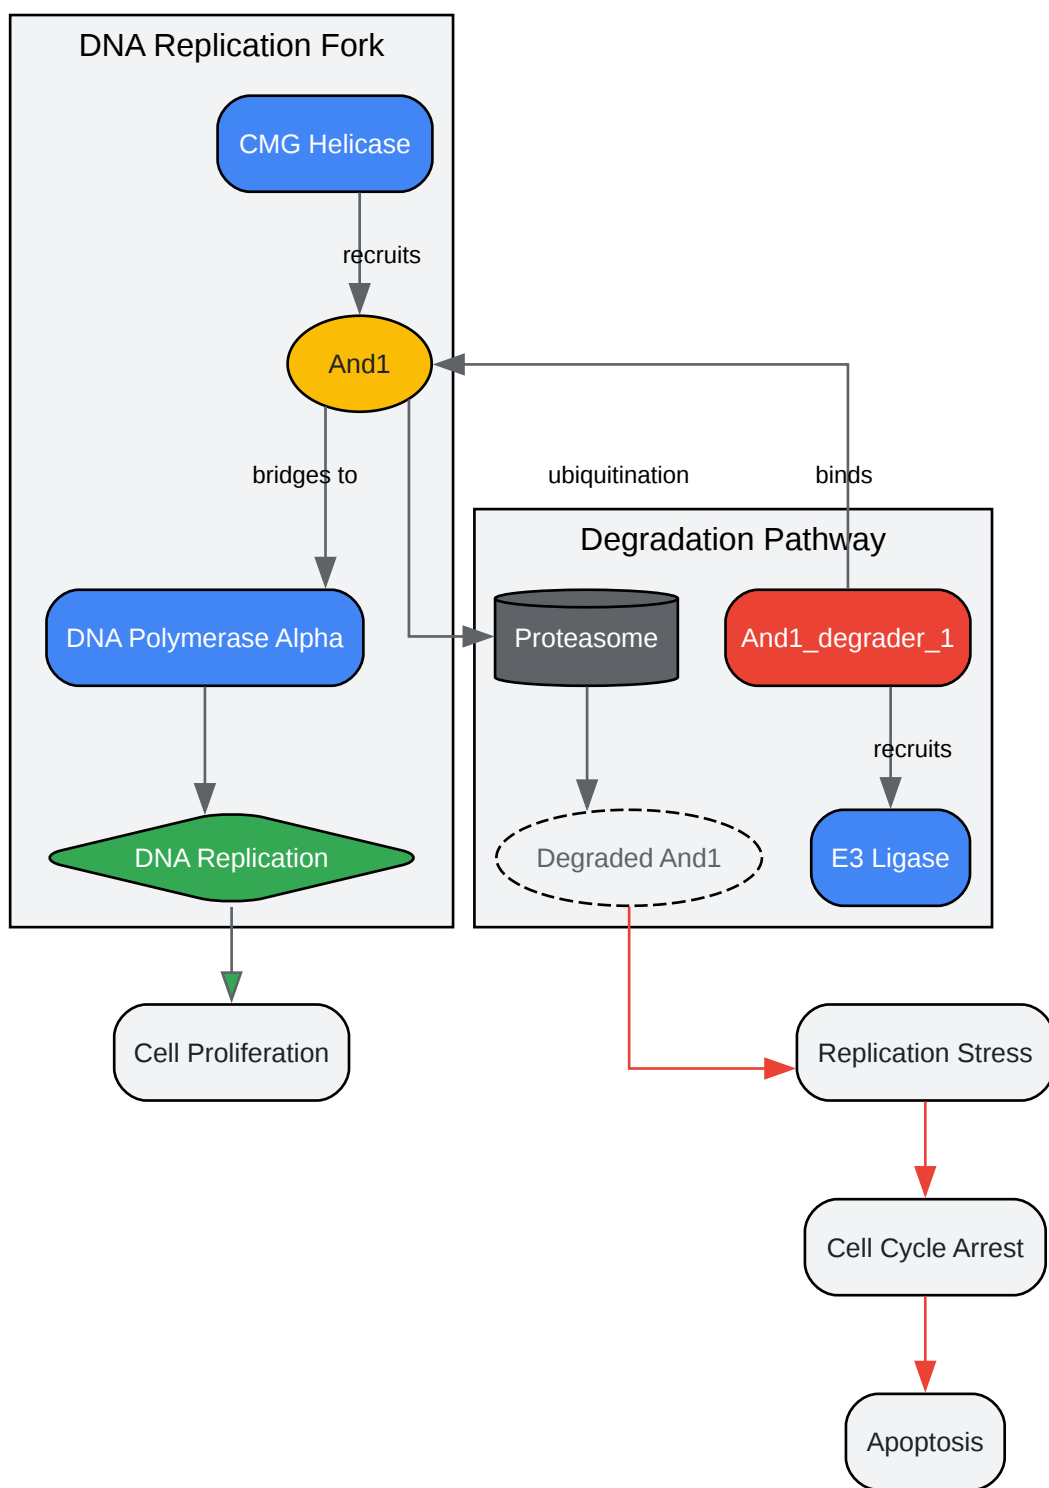 DNA Replication Fork
CMG Helicase
recruits
And1
bridges to
ubiquitination
binds
Degradation Pathway
DNA Polymerase Alpha
Proteasome
And1_degrader_1
recruits
DNA Replication
Degraded And1
E3 Ligase
Cell Proliferation
Replication Stress
Cell Cycle Arrest
Apoptosis